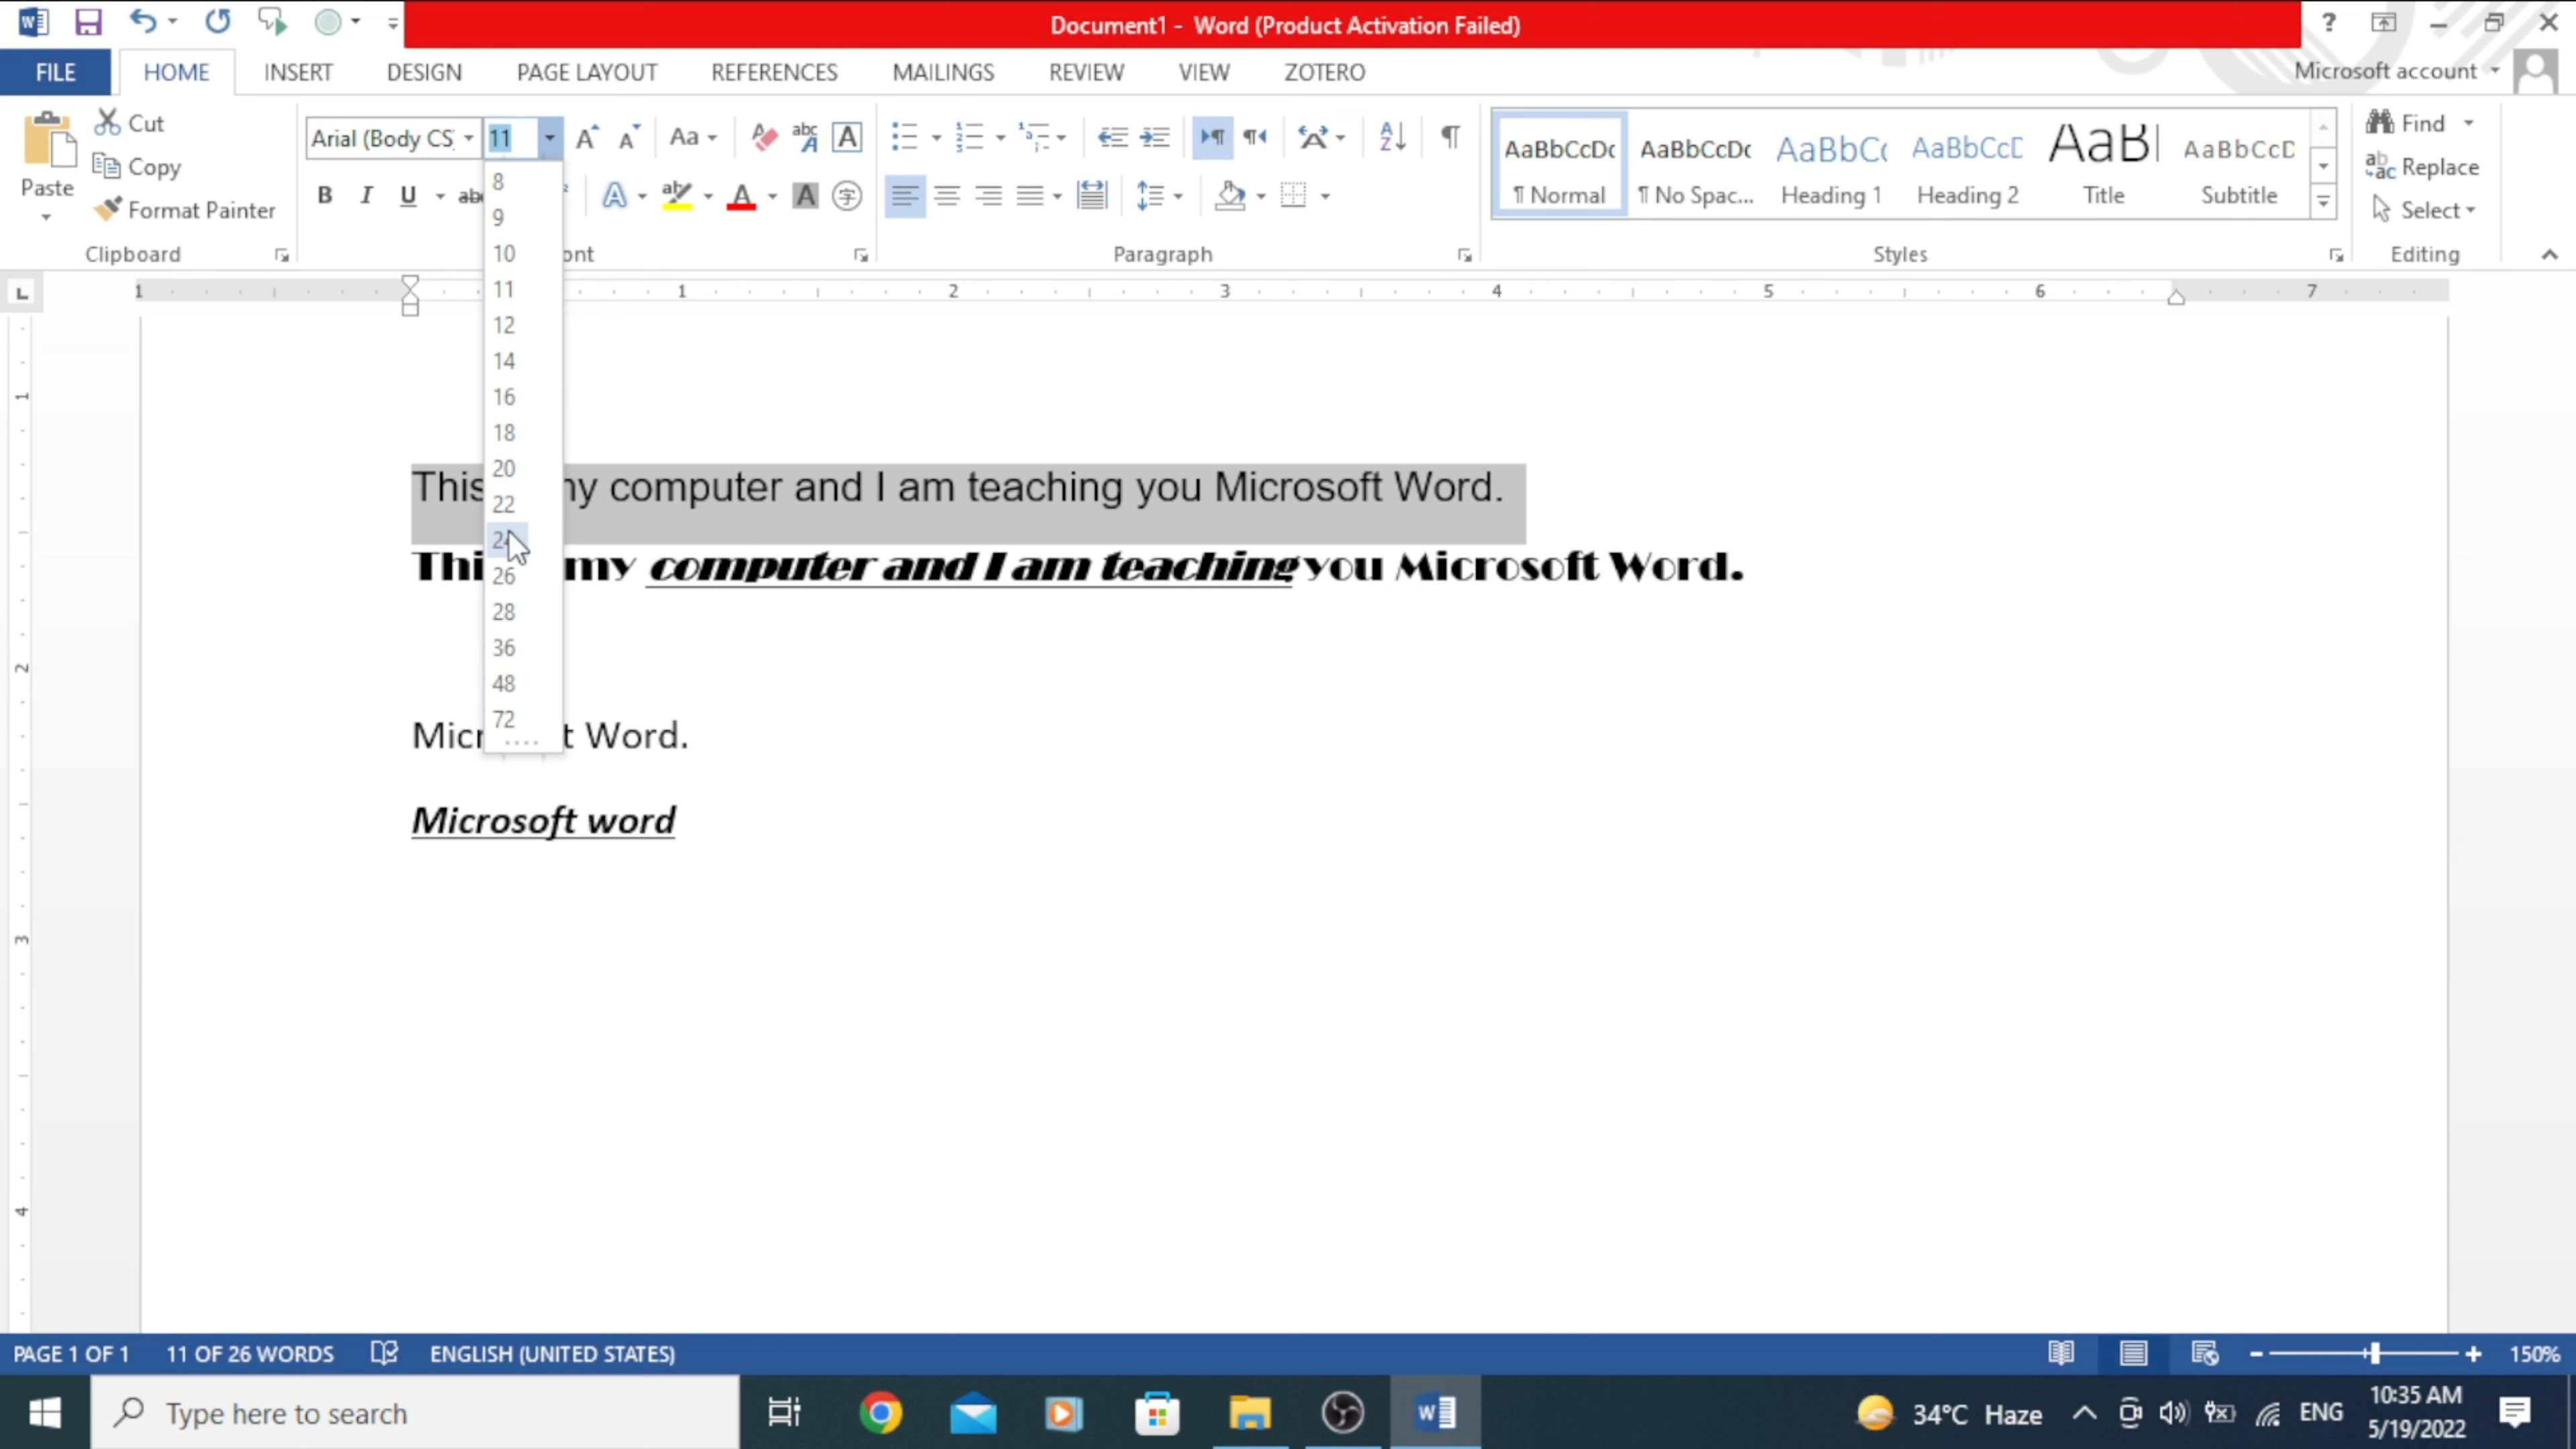 Document1 - Word (Product Activation Failed)
FILE HOME INSERT DESIGN PAGE LAYOUT REFERENCES MAILINGS REVIEW VIEW ZOTERO Microsoft account
Paste
Cut
Copy
Format Painter
Clipboard
Arial (Body CS 11
8
9
10
11
12
14
16
18
20
22
26
28
36
48
72
Paragraph
AaBbCcDc AaBbCcDc AaBbCc AaBbCcD AaBl AaBbCcD
¶ Normal ¶ No Spac... Heading 1 Heading 2 Title Subtitle
Styles
Find
Replace
Select
Editing
1 1 2 3 4 5 6 7
This my computer and I am teaching you Microsoft Word.
my computer and I am teaching you Microsoft Word.
Word.
Microsoft word
1
2
3
4
PAGE 1 OF 1 11 OF 26 WORDS ENGLISH (UNITED STATES) 150%
Type here to search
34°C Haze ENG
10:35 AM
5/19/2022